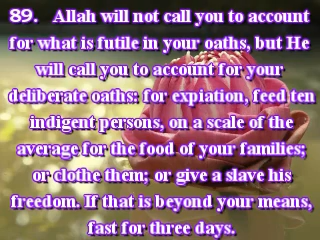 89. Allah will not call you to account
for what is futile in your oaths, but He
will call you to account for your
deliberate oaths: for expiation, feed ten
indigent persons, on a scale of the
average for the food of your families;
or clothe them; or give a slave his
freedom. If that is beyond your means,
fast for three days.